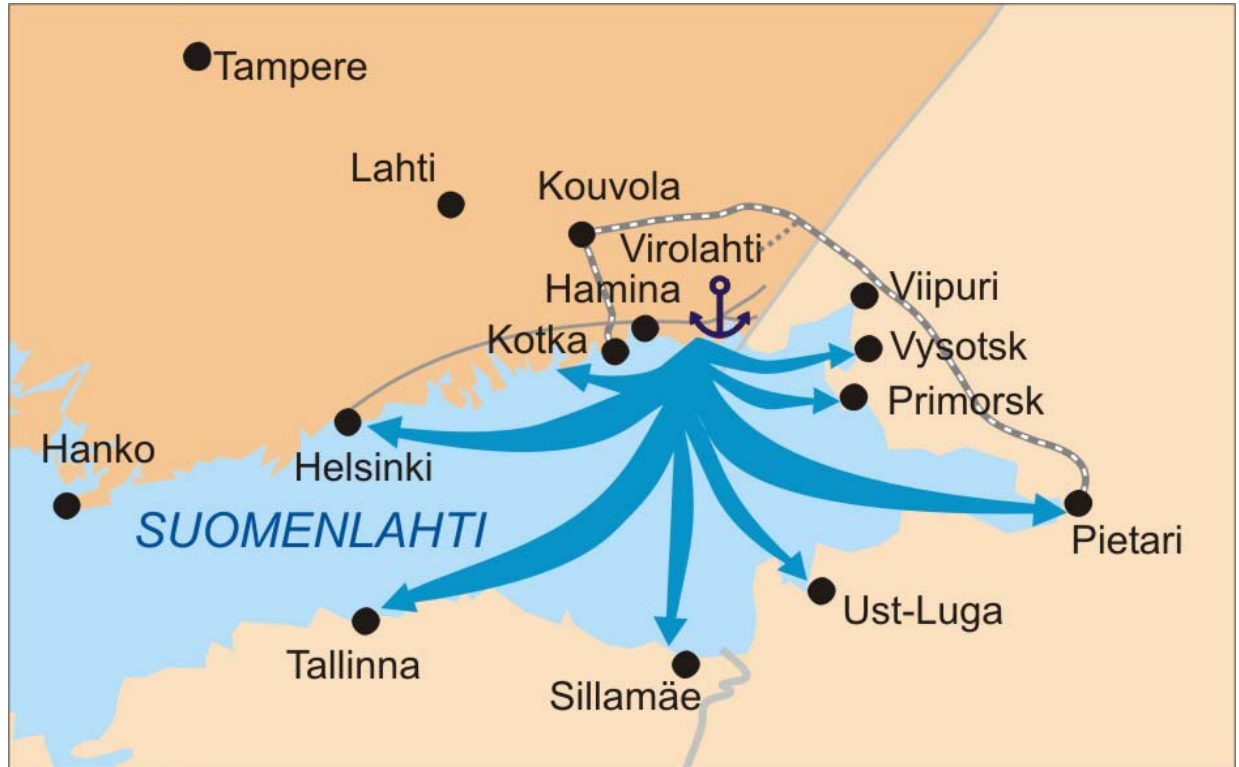 Tampere
Lahti
Kouvola
Virolahti
Hamina
Viipuri
Kotka
Vysotsk
Primorsk
Hanko
Helsinki
SUOMENLAHTI
Pietari
Ust-Luga
Tallinna
Sillamäe